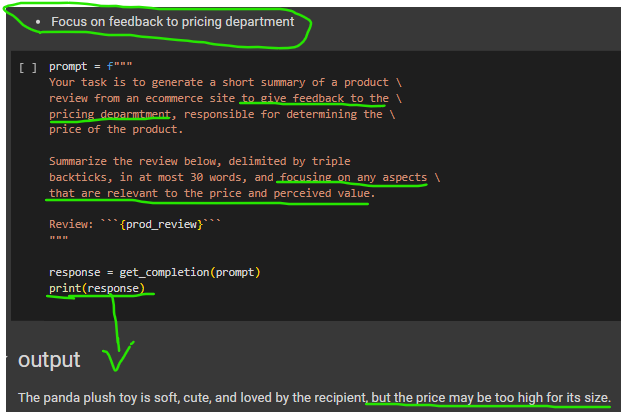 • Focus on feedback to pricing department
[ ] prompt = f"""
Your task is to generate a short summary of a product \
review from an ecommerce site to give feedback to the \
pricing deparmtment, responsible for determining the \
price of the product.
Summarize the review below, delimited by triple
backticks, in at most 30 words, and focusing on any aspects \
that are relevant to the price and perceived value.
Review: ```{prod_review}```
"""
response = get_completion(prompt)
print(response)
output
The panda plush toy is soft, cute, and loved by the recipient, but the price may be too high for its size.